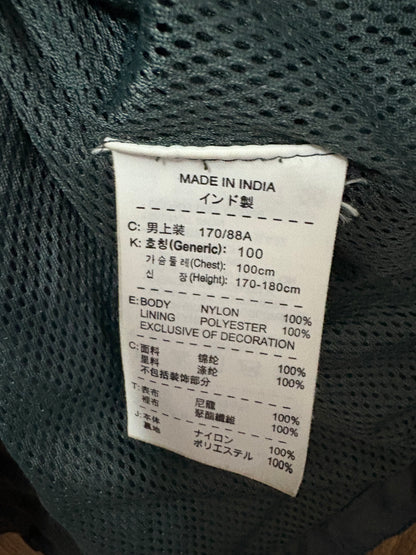 MADE IN INDIA
インド製
C: 男上装 170/88A
K: 호칭(Generic): 100
가슴둘레(Chest): 100cm
신 장(Height): 170-180cm
E: BODY NYLON 100%
LINING POLYESTER 100%
EXCLUSIVE OF DECORATION
C: 面料 锦纶 100%
里料 涤纶 100%
不包括装饰部分
T: 表布 尼龍 100%
裡布 聚酯纖維 100%
J: 本体 ナイロン 100%
裏地 ポリエステル 100%